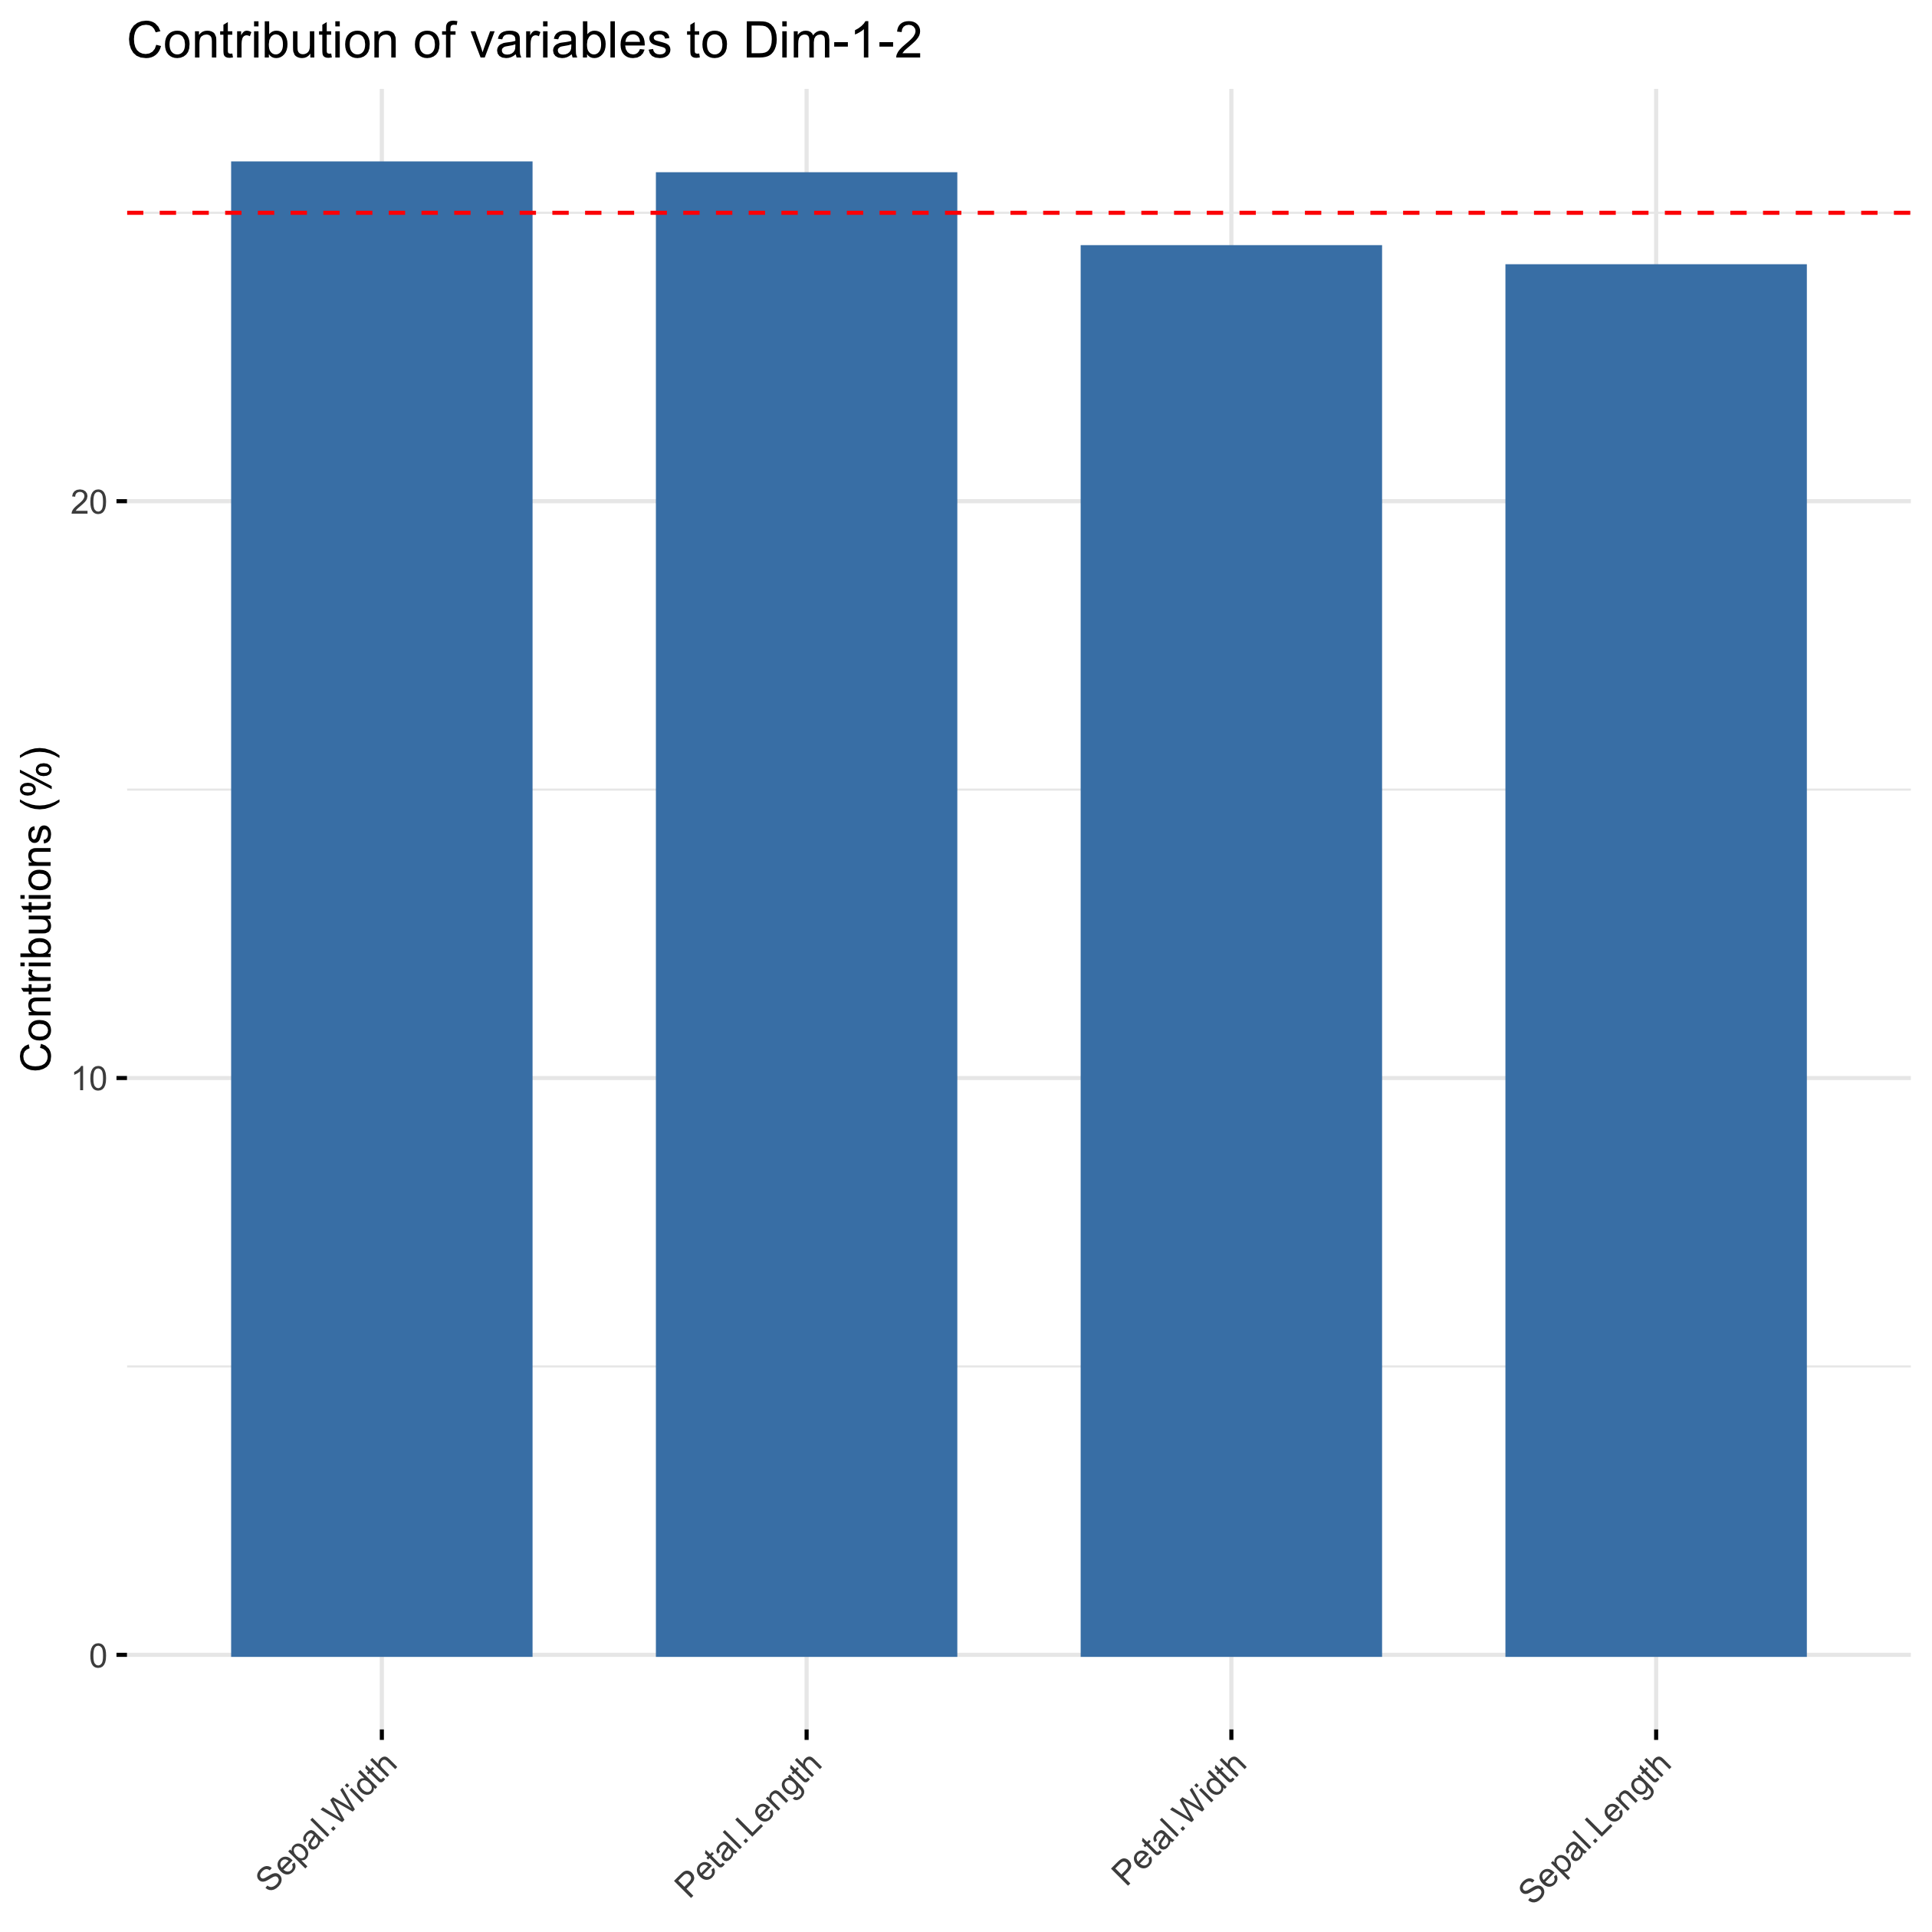 Contribution of variables to Dim-1-2
Contributions (%)
20
10
0
Sepal.Width
Petal.Length
Petal.Width
Sepal.Length